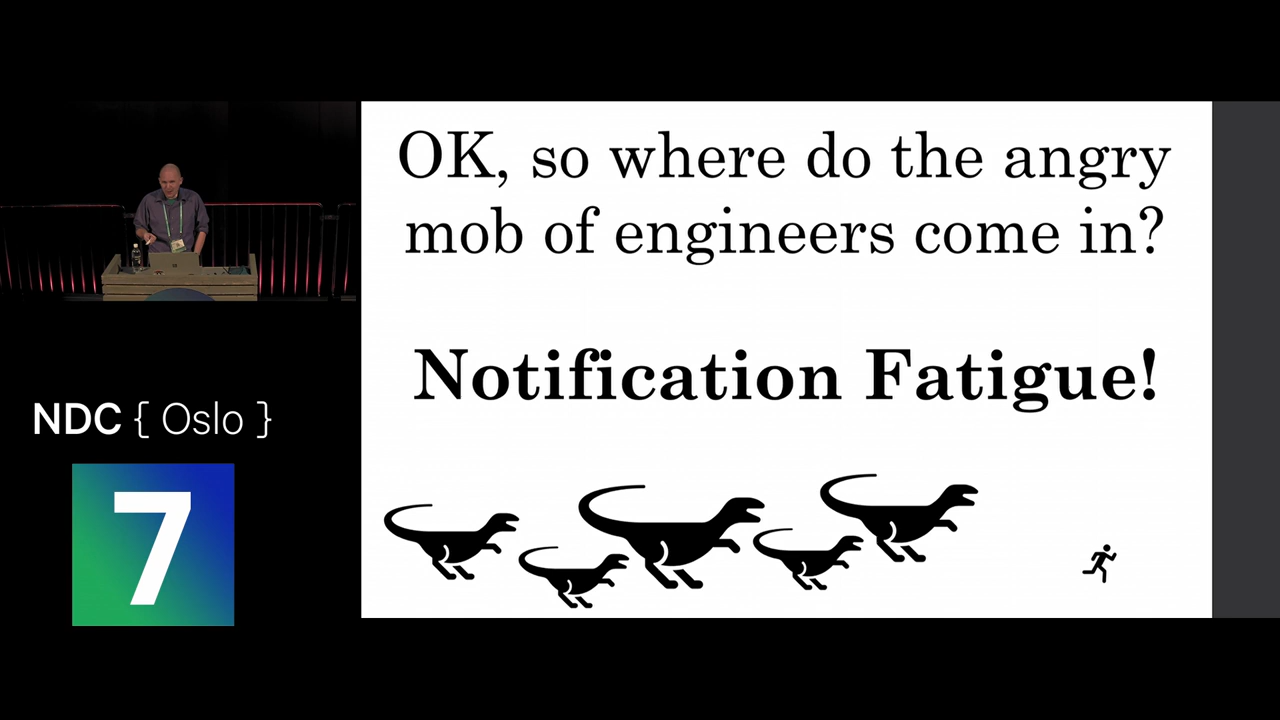 OK, so where do the angry
mob of engineers come in?
Notification Fatigue!
NDC { Oslo }
7